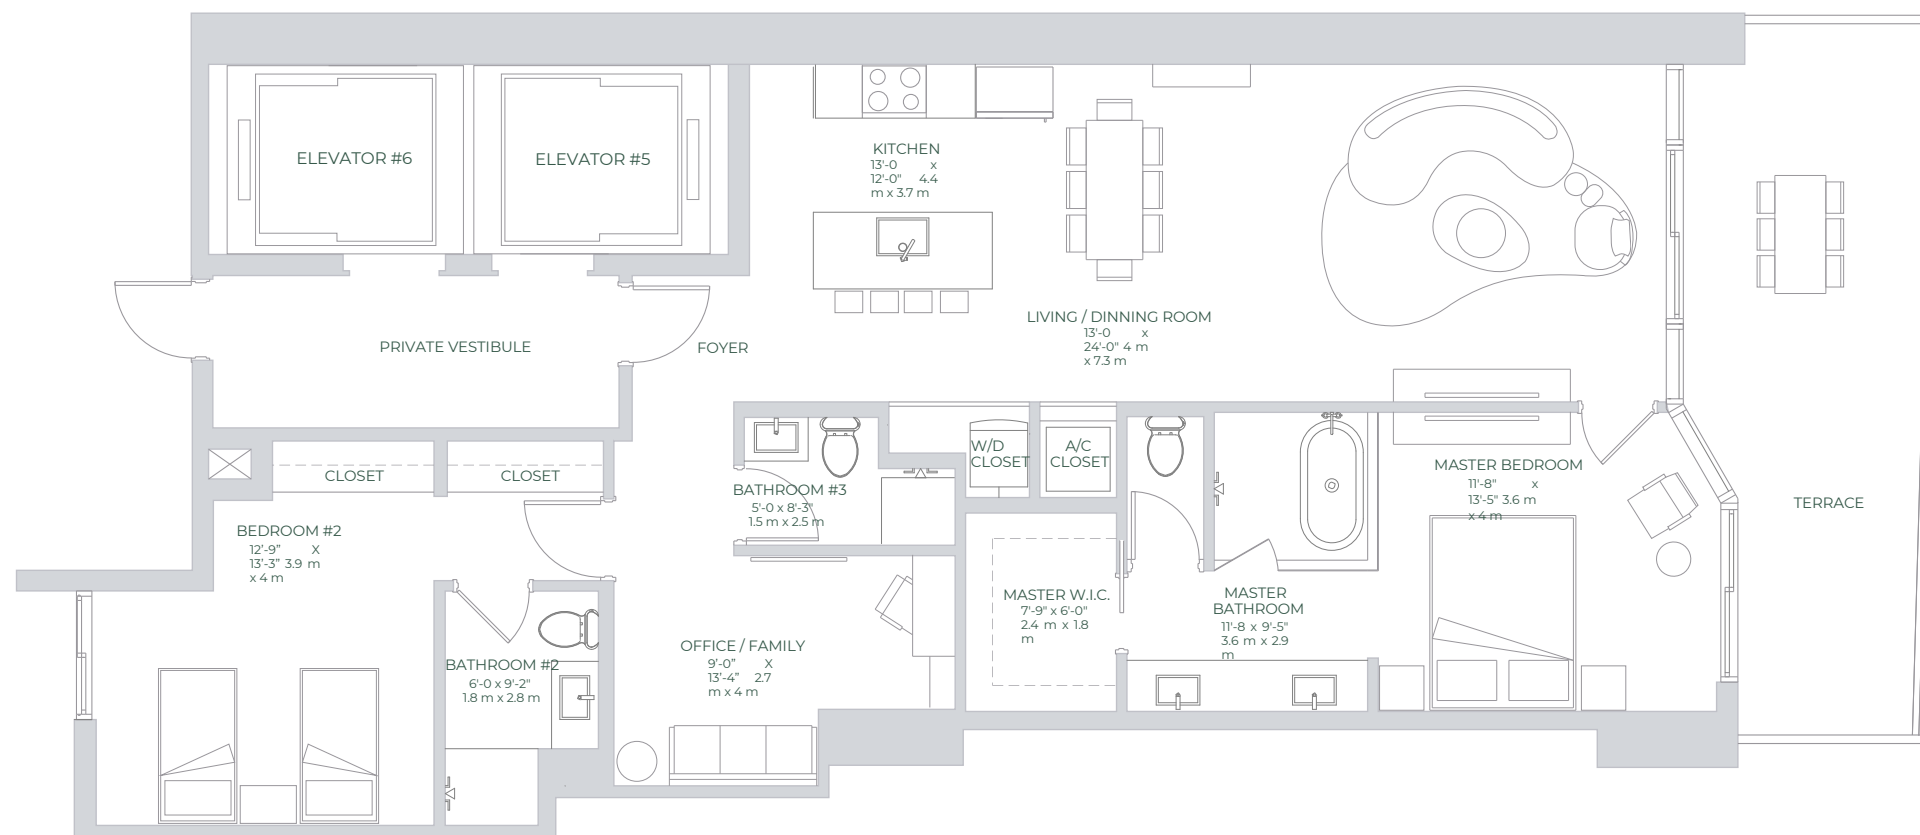 ELEVATOR #6
ELEVATOR #5
KITCHEN
13'-0 x
12'-0" 4.4
m x 3.7 m
LIVING / DINNING ROOM
13'-0 x
24'-0" 4 m
x 7.3 m
PRIVATE VESTIBULE
FOYER
CLOSET
CLOSET
W/D
CLOSET
A/C
CLOSET
BATHROOM #3
5'-0 x 8'-3"
1.5 m x 2.5 m
MASTER BEDROOM
11'-8" x
13'-5" 3.6 m
x 4 m
TERRACE
BEDROOM #2
12’-9” X
13’-3” 3.9 m
x 4 m
MASTER W.I.C.
7'-9" x 6'-0"
2.4 m x 1.8
m
MASTER
BATHROOM
11'-8 x 9'-5"
3.6 m x 2.9
m
OFFICE / FAMILY
9’-0” X
13’-4” 2.7
m x 4 m
BATHROOM #2
6'-0 x 9'-2"
1.8 m x 2.8 m